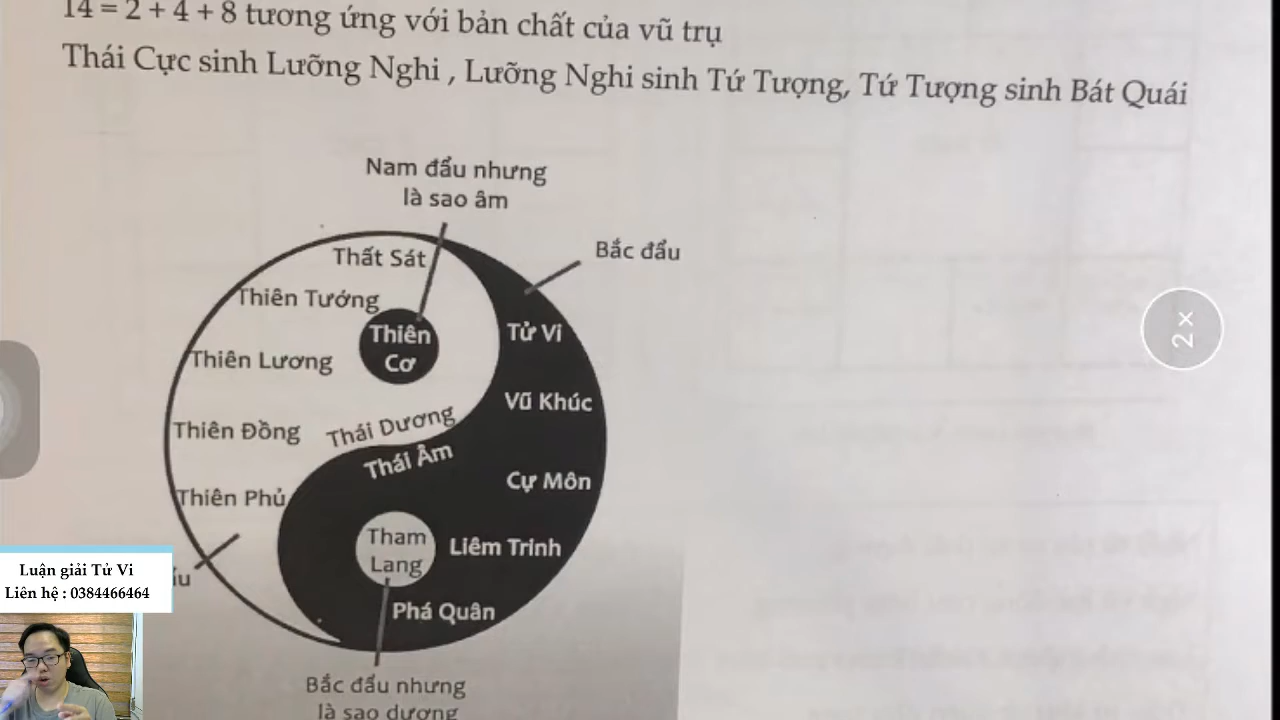 14 = 2 + 4 + 8 tương ứng với bản chất của vũ trụ
Thái Cực sinh Lưỡng Nghi , Lưỡng Nghi sinh Tứ Tượng, Tứ Tượng sinh Bát Quái
Nam đẩu nhưng
là sao âm
Bắc đẩu
Thất Sát
Thiên Tướng
Thiên
Cơ
Tử Vi
Thiên Lương
Vũ Khúc
Thái Dương
Thiên Đồng
Thái Âm
Cự Môn
Thiên Phủ
Tham
Lang
Liêm Trinh
Phá Quân
Bắc đẩu nhưng
là sao dương
2×
Luận giải Tử Vi
Liên hệ : 0384466464